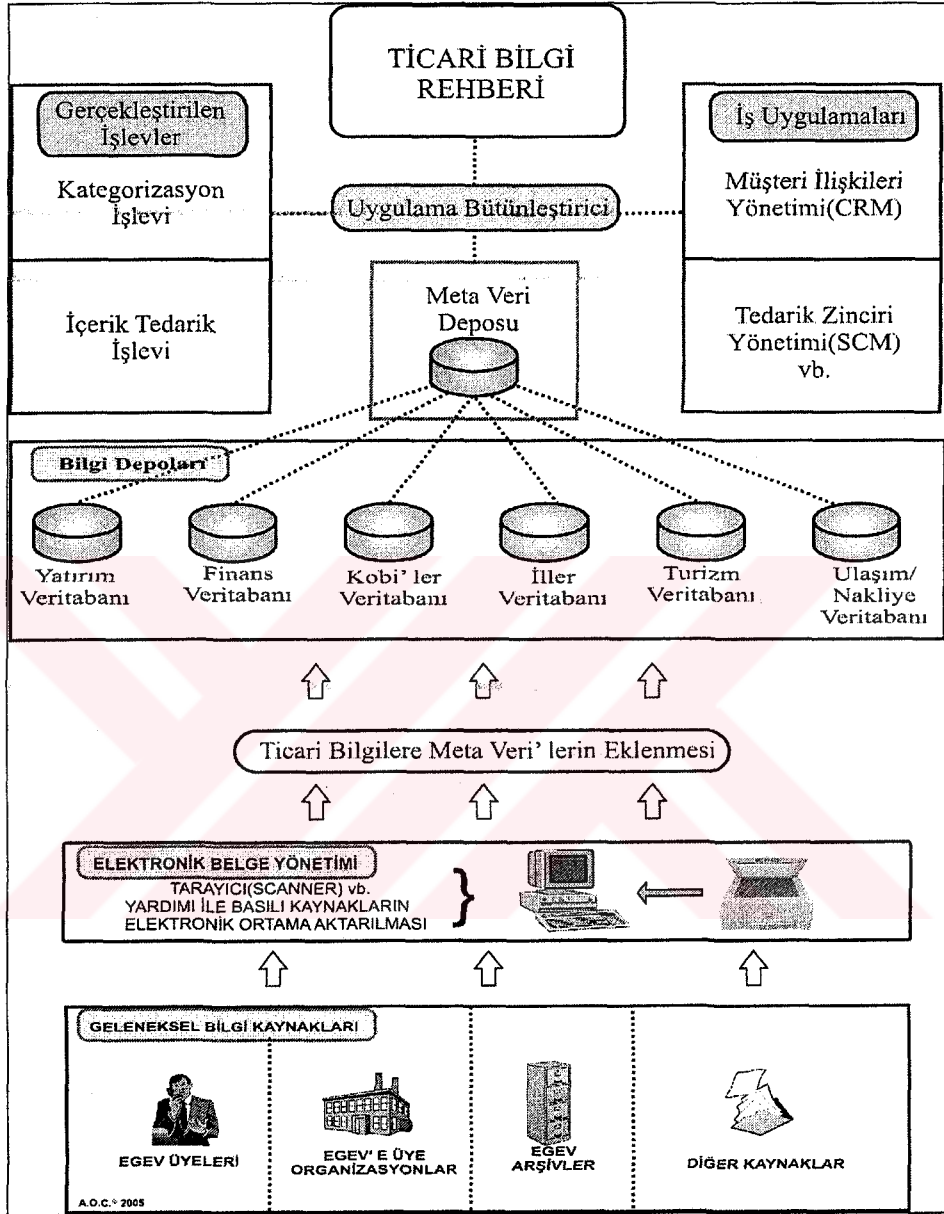 TİCARİ BİLGİ
REHBERİ
Gerçekleştirilen
İşlevler
Kategorizasyon
İşlevi
İçerik Tedarik
İşlevi
Uygulama Bütünleştirici
Meta Veri
Deposu
İş Uygulamaları
Müşteri İlişkileri
Yönetimi(CRM)
Tedarik Zinciri
Yönetimi(SCM)
vb.
Bilgi Depoları
Yatırım
Veritabanı
Finans
Veritabanı
Kobi' ler
Veritabanı
İller
Veritabanı
Turizm
Veritabanı
Ulaşım/
Nakliye
Veritabanı
Ticari Bilgilere Meta Veri' lerin Eklenmesi
ELEKTRONİK BELGE YÖNETİMİ
TARAYICI(SCANNER) vb.
YARDIMI İLE BASILI KAYNAKLARIN
ELEKTRONİK ORTAMA AKTARILMASI
GELENEKSEL BİLGİ KAYNAKLARI
EGEV ÜYELERİ
EGEV' E ÜYE
ORGANİZASYONLAR
EGEV
ARŞİVLER
DİĞER KAYNAKLAR
A.O.C.® 2005